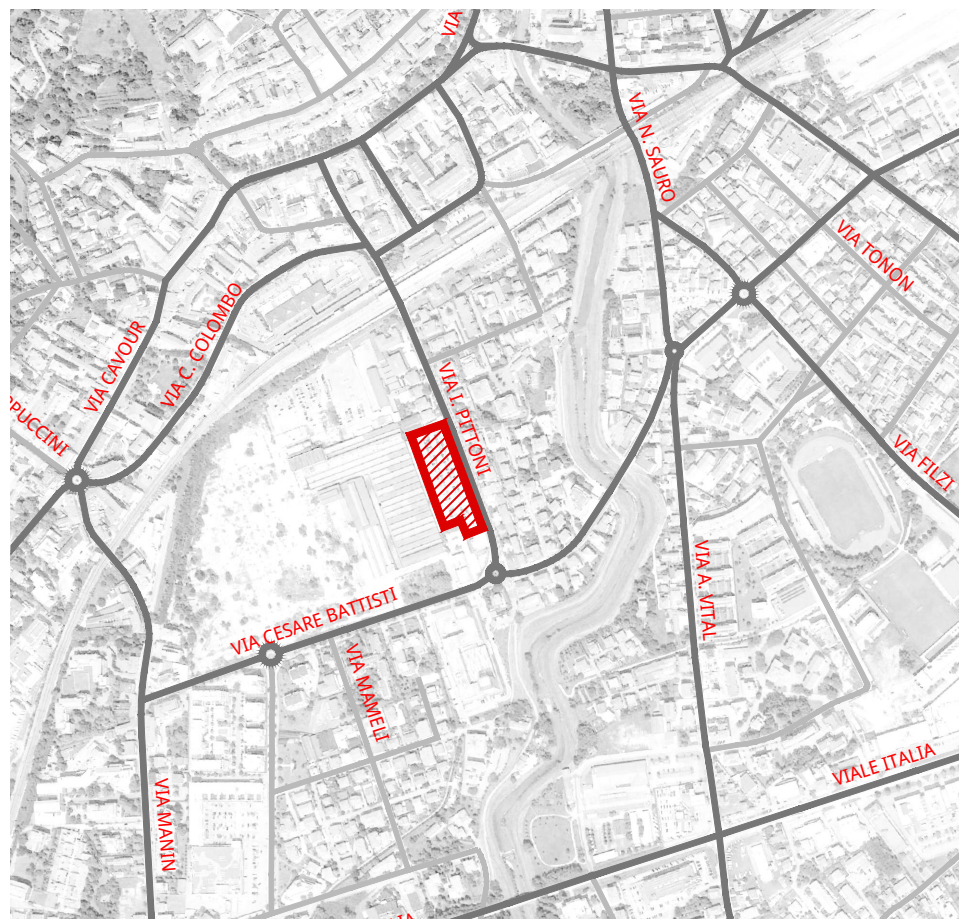 VIA
VIA N. SAURO
VIA TONON
VIA CAVOUR
VIA C. COLOMBO
VIA I. PITTONI
PPUCCINI
VIA FILZI
VIA A. VITAL
VIA CESARE BATTISTI
VIA MAMELI
VIALE ITALIA
VIA MANIN